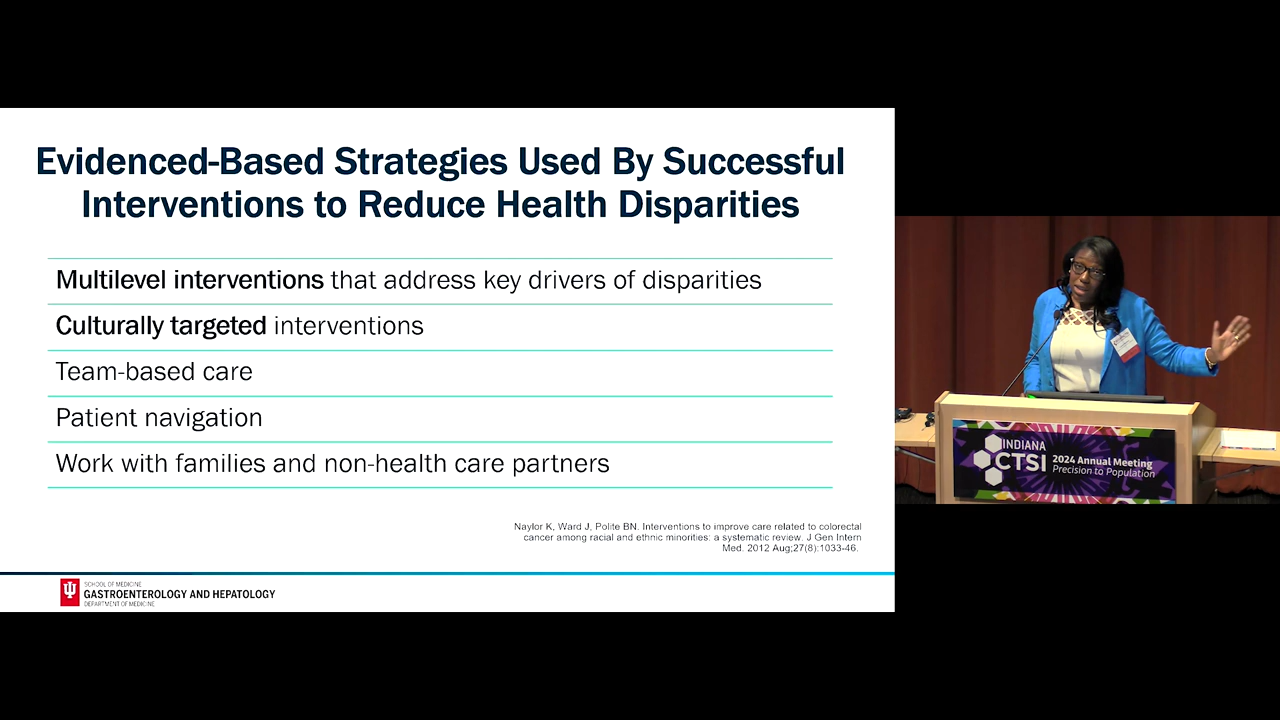 Evidenced-Based Strategies Used By Successful
Interventions to Reduce Health Disparities
Multilevel interventions that address key drivers of disparities
Culturally targeted interventions
Team-based care
Patient navigation
Work with families and non-health care partners
Naylor K, Ward J, Polite BN. Interventions to improve care related to colorectal
cancer among racial and ethnic minorities: a systematic review. J Gen Intern
Med. 2012 Aug;27(8):1033-46.
SCHOOL OF MEDICINE
GASTROENTEROLOGY AND HEPATOLOGY
DEPARTMENT OF MEDICINE
INDIANA
CTSI
2024 Annual Meeting
Precision to Population